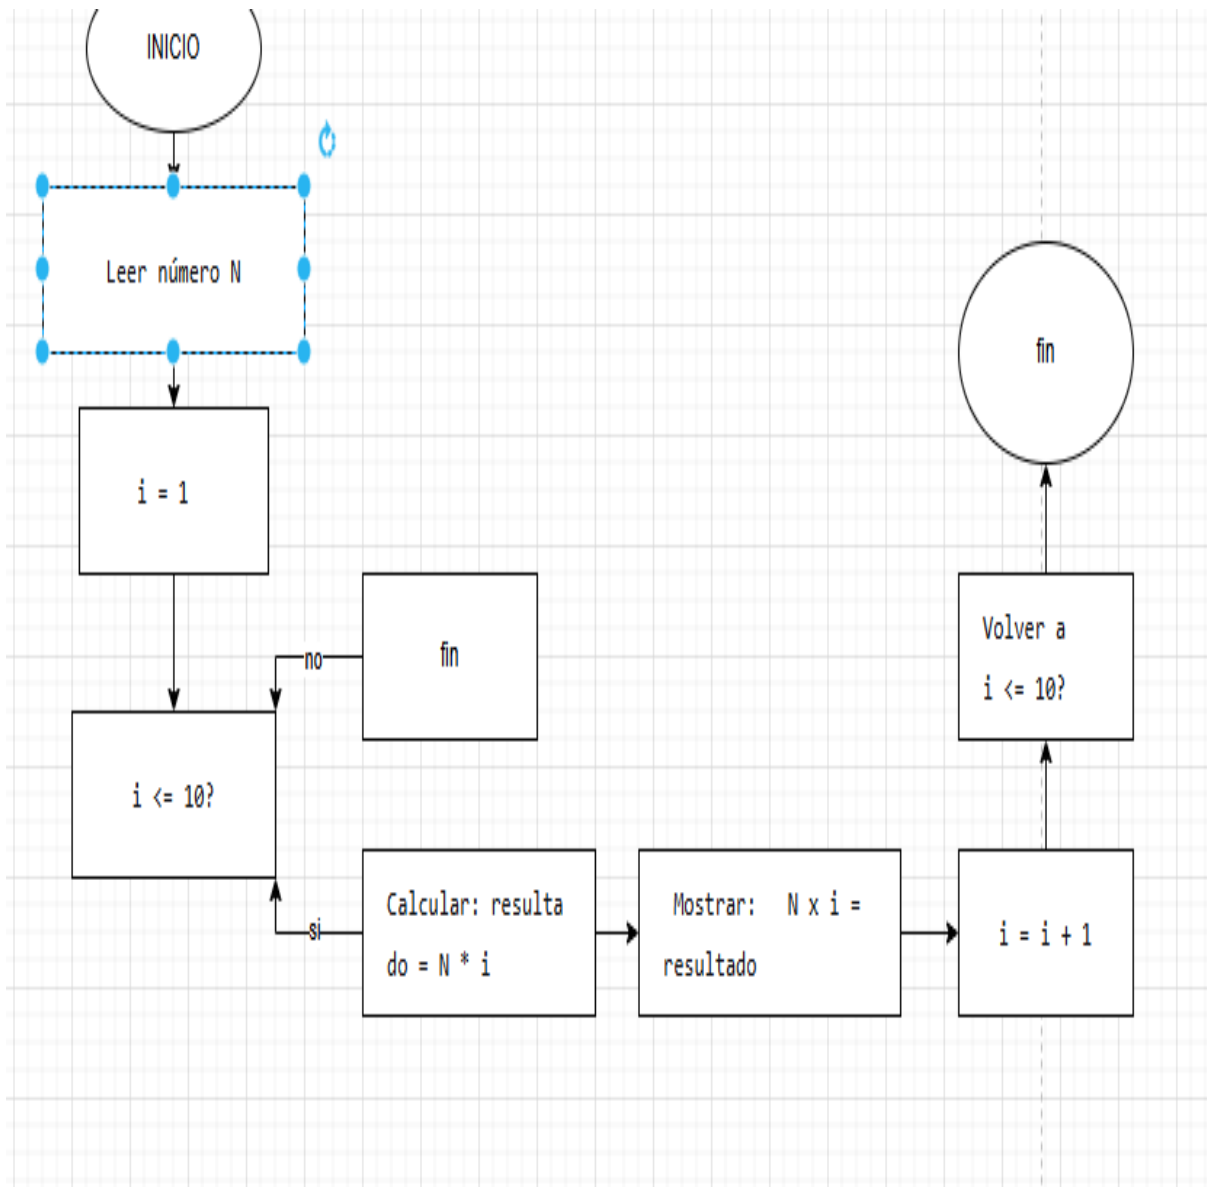 INICIO
Leer número N
i = 1
no
fin
i <= 10?
si
Calcular: resulta
do = N * i
Mostrar:   N x i =
resultado
i = i + 1
Volver a
i <= 10?
fin